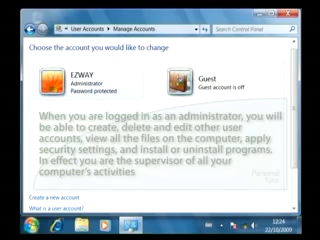 User Accounts ▸ Manage Accounts
Search Control Panel
Choose the account you would like to change
EZWAY
Administrator
Password protected
Guest
Guest account is off
When you are logged in as an administrator, you
will be able to create, delete and edit other user
accounts, view all the files on the computer, apply
security settings, and install or uninstall programs.
In effect you are the supervisor of all your
computer's activities
Personal
Create a new account
What is a user account?
12:24
22/10/2009